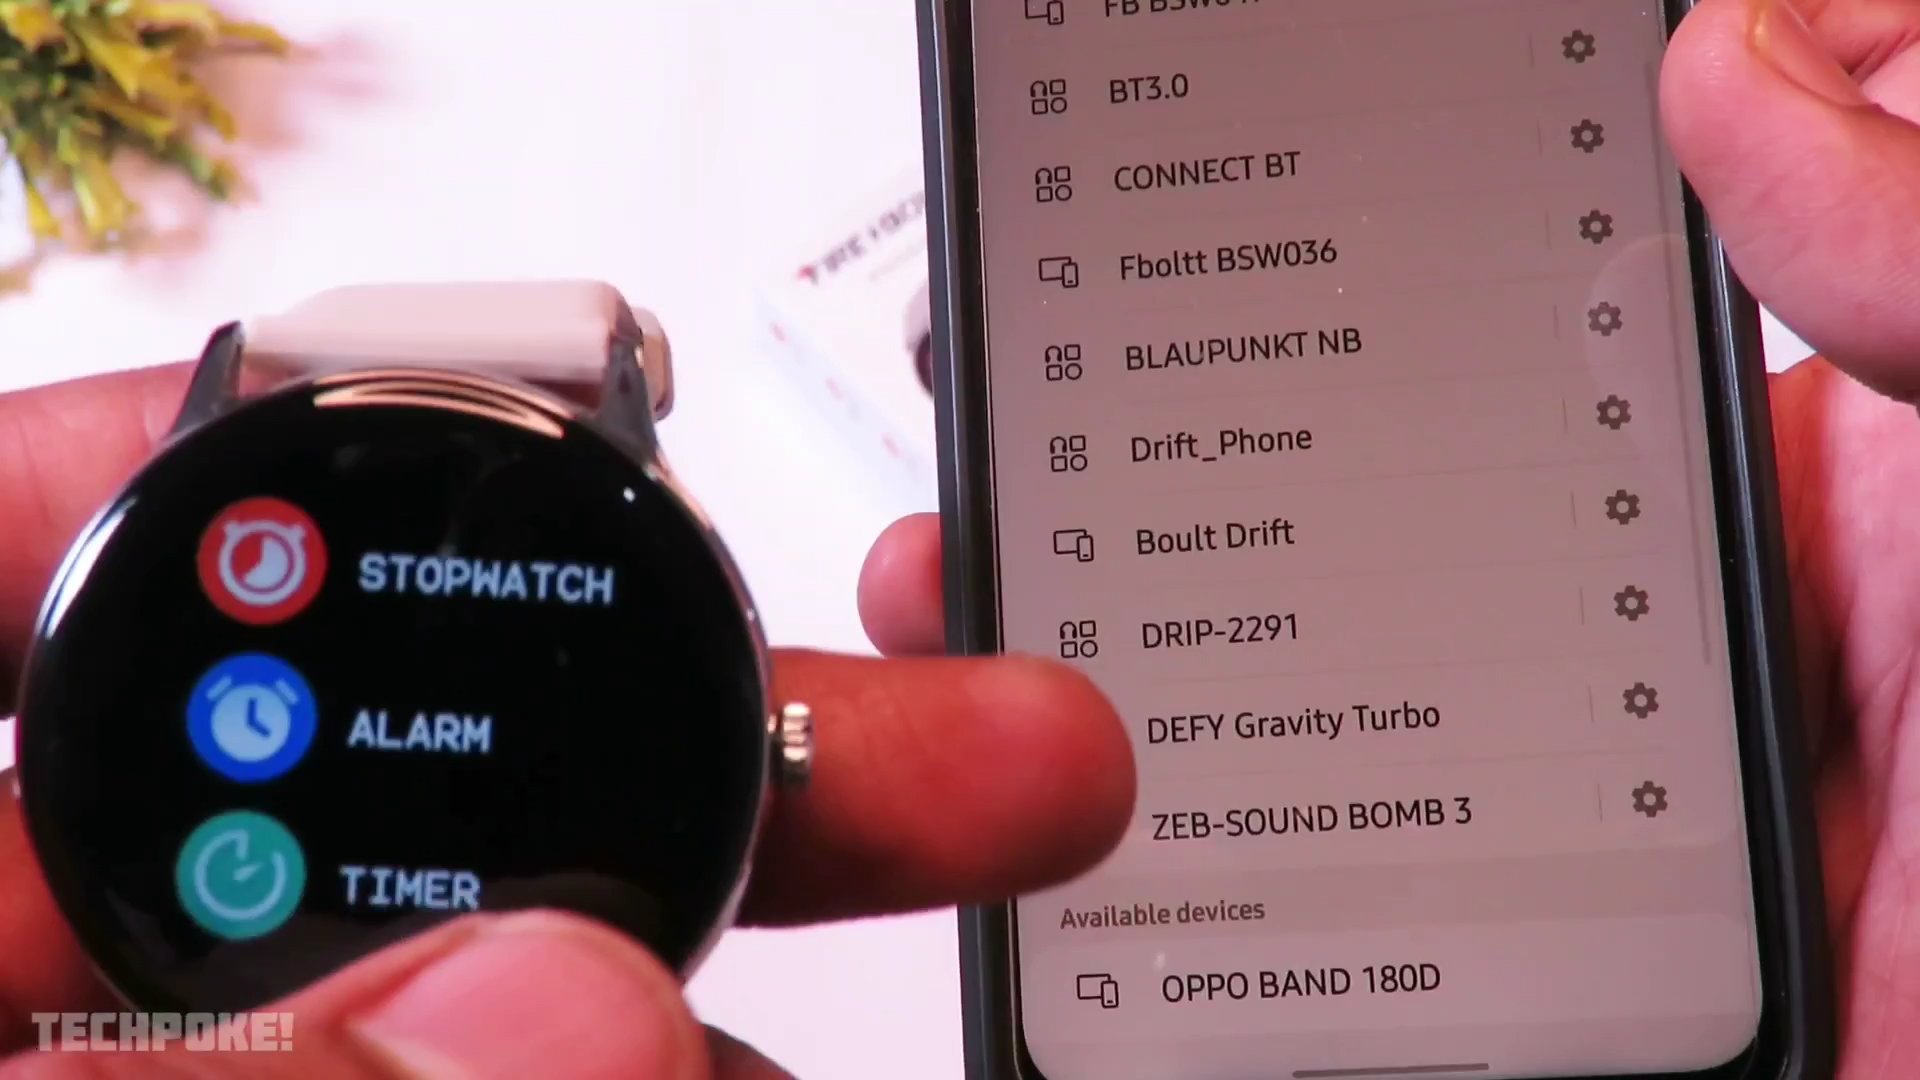 BT3.0
CONNECT BT
Fboltt BSW036
BLAUPUNKT NB
Drift_Phone
Boult Drift
DRIP-2291
DEFY Gravity Turbo
ZEB-SOUND BOMB 3
Available devices
OPPO BAND 180D
STOPWATCH
ALARM
TIMER
TECHPOKE!